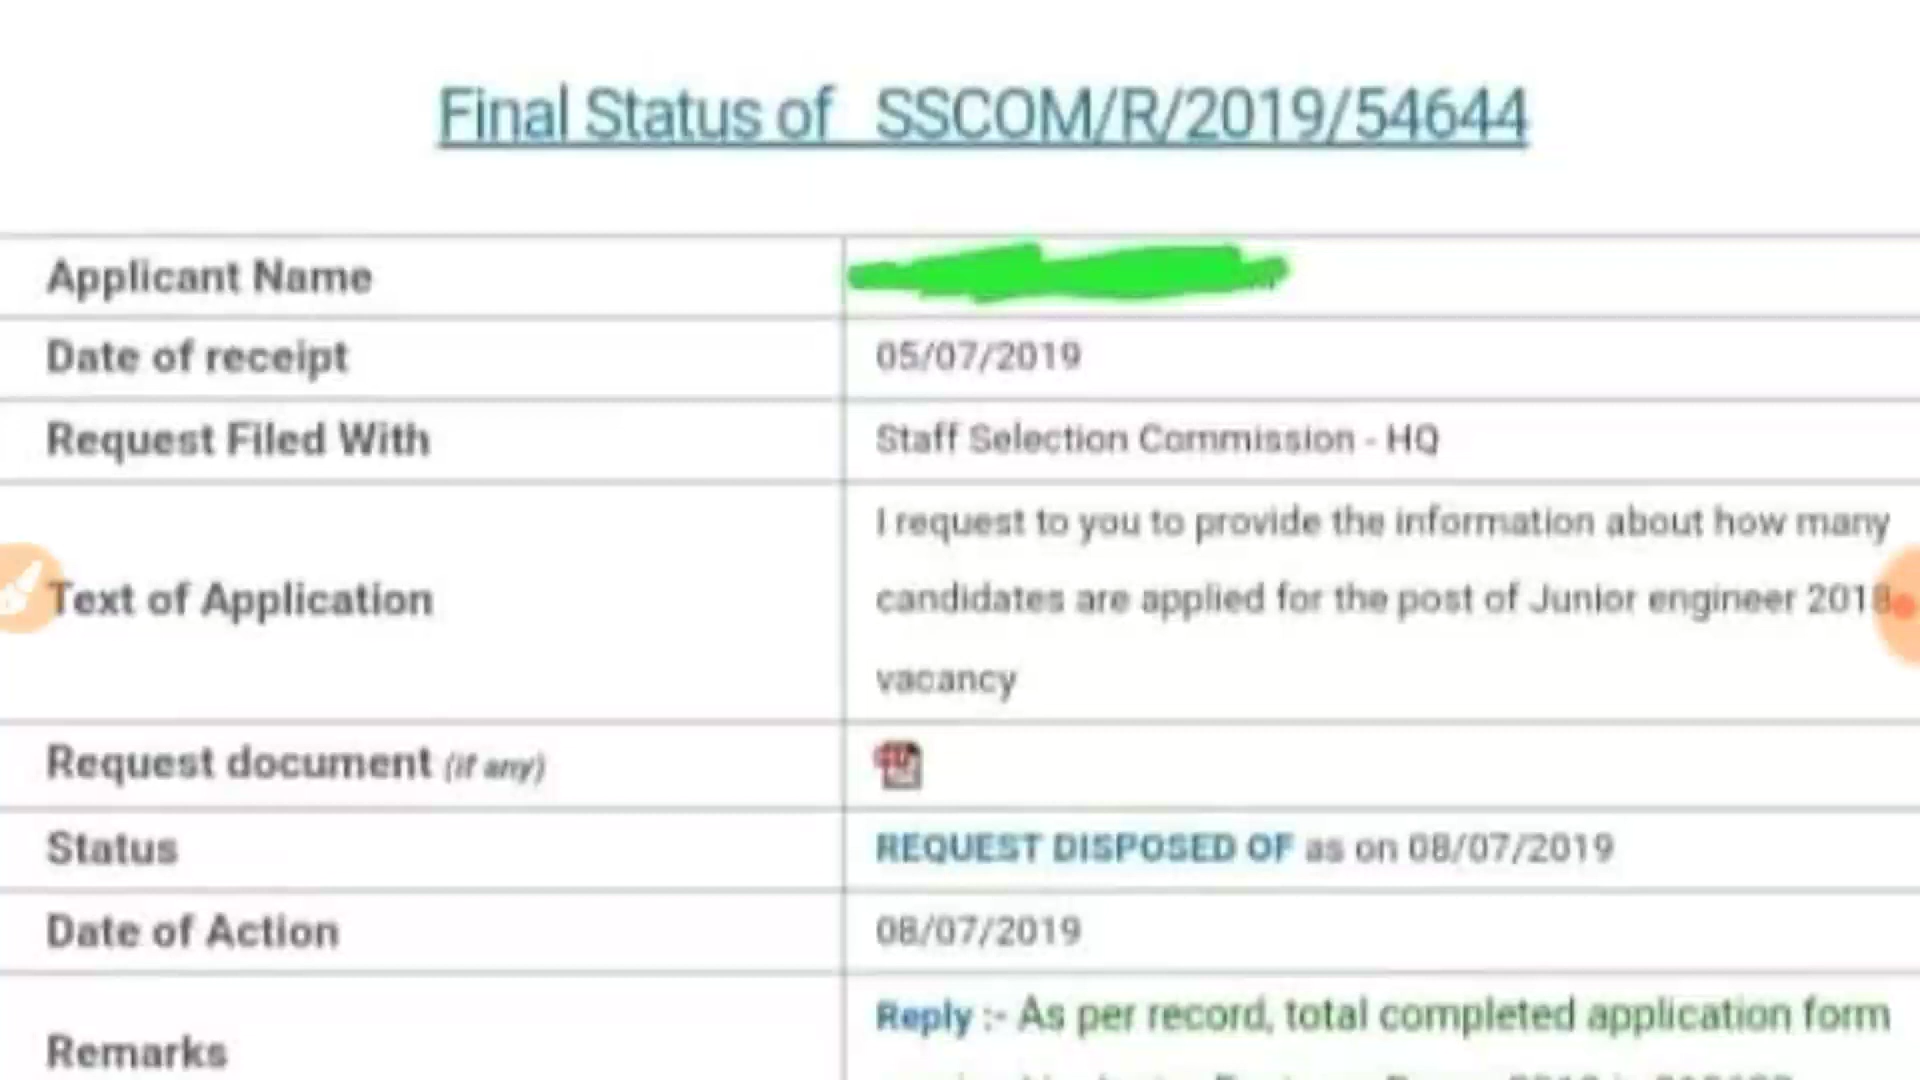 Final Status of SSCOM/R/2019/54644
Applicant Name
Date of receipt 05/07/2019
Request Filed With Staff Selection Commission - HQ
I request to you to provide the information about how many
Text of Application candidates are applied for the post of Junior engineer 2018
vacancy
Request document (if any)
Status REQUEST DISPOSED OF as on 08/07/2019
Date of Action 08/07/2019
Reply :- As per record, total completed application form
Remarks